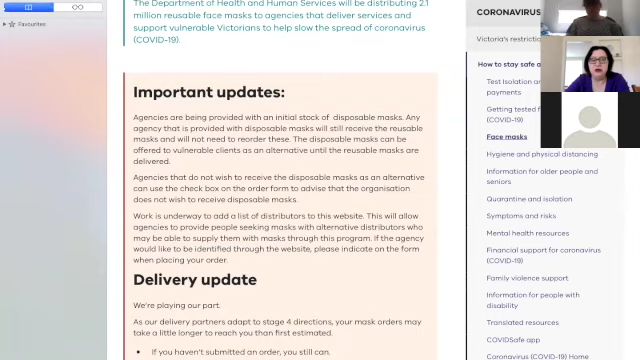 Favourites
The Department of Health and Human Services will be distributing 2.1
million reusable face masks to agencies that deliver services and
support vulnerable Victorians to help slow the spread of coronavirus
(COVID-19).
Important updates:
Agencies are being provided with an initial stock of disposable masks. Any
agency that is provided with disposable masks will still receive the reusable
masks and will not need to reorder these. The disposable masks can be
offered to vulnerable clients as an alternative until the reusable masks are
delivered.
Agencies that do not wish to receive the disposable masks as an alternative
can use the check box on the order form to advise that the organisation
does not wish to receive disposable masks.
Work is underway to add a list of distributors to this website. This will allow
agencies to provide people seeking masks with alternative distributors who
may be able to supply them with masks through this program. If the agency
would like to be identified through the website, please indicate on the form
when placing your order.
Delivery update
We're playing our part.
As our delivery partners adapt to stage 4 directions, your mask orders may
take a little longer to reach you than first estimated.
• If you haven't submitted an order, you still can.
CORONAVIRUS
Victoria's restrictio
How to stay safe a
Test Isolation
payments
Getting tested f
(COVID-19)
Face masks
Hygiene and physical distancing
Information for older people and
seniors
Quarantine and isolation
Symptoms and risks
Mental health resources
Financial support for coronavirus
(COVID-19)
Family violence support
Information for people with
disability
Translated resources
COVIDSafe app
Coronavirus (COVID-19) Home